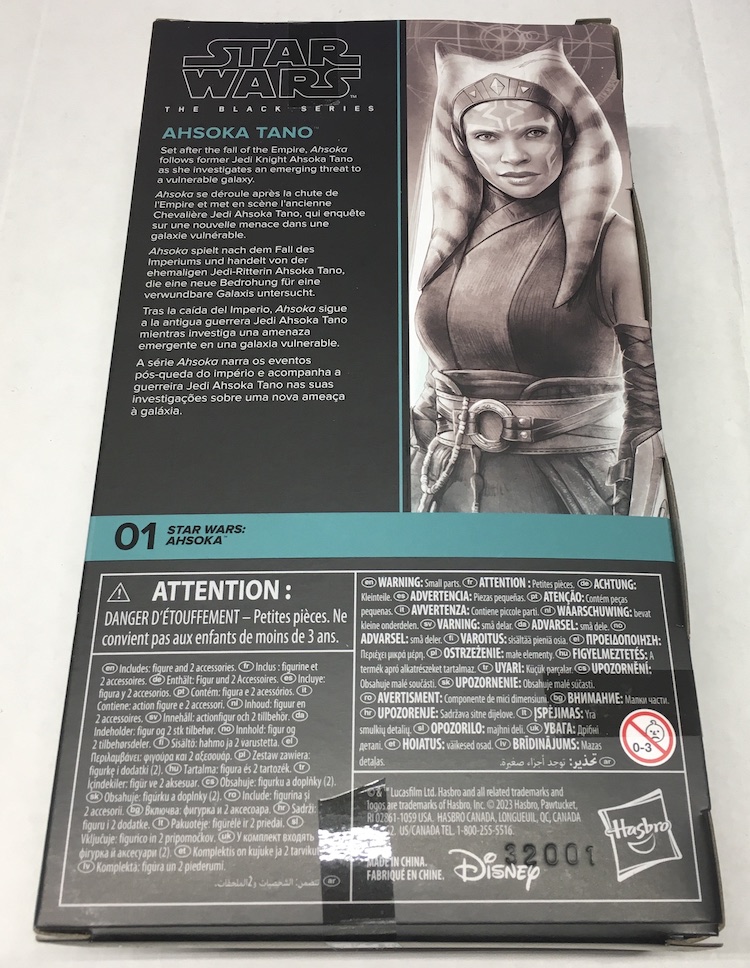 STAR
WARS™
THE BLACK SERIES
AHSOKA TANO™
Set after the fall of the Empire, Ahsoka
follows former Jedi Knight Ahsoka Tano
as she investigates an emerging threat to
a vulnerable galaxy.
Ahsoka se déroule après la chute de
l'Empire et met en scène l'ancienne
Chevalière Jedi Ahsoka Tano, qui enquête
sur une nouvelle menace dans une
galaxie vulnérable.
Ahsoka spielt nach dem Fall des
Imperiums und handelt von der
ehemaligen Jedi-Ritterin Ahsoka Tano,
die eine neue Bedrohung für eine
verwundbare Galaxis untersucht.
Tras la caída del Imperio, Ahsoka sigue
a la antigua guerrera Jedi Ahsoka Tano
mientras investiga una amenaza
emergente en una galaxia vulnerable.
A série Ahsoka narra os eventos
pós-queda do império e acompanha a
guerreira Jedi Ahsoka Tano nas suas
investigações sobre uma nova ameaça
à galáxia.
01 STAR WARS:
AHSOKA™
ATTENTION :
DANGER D'ÉTOUFFEMENT – Petites pièces. Ne
convient pas aux enfants de moins de 3 ans.
en Includes: figure and 2 accessories. fr Inclus : figurine et
2 accessoires. de Enthält: Figur und 2 Accessoires. es Incluye:
figura y 2 accesorios. pt Contém: figura e 2 acessórios. it
Contiene: action figure e 2 accessori. nl Inhoud: figuur en
2 accessoires. sv Innehåll: actionfigur och 2 tillbehör. da
Indeholder: figur og 2 stk tilbehør. no Innhold: figur og
2 tilbehørsdeler. fi Sisältö: hahmo ja 2 varustetta. el
Περιλαμβάνει: φιγούρα και 2 αξεσουάρ. pl Zestaw zawiera:
figurkę i dodatki (2). hu Tartalma: figura és 2 tartozék. tr
İçindekiler: figür ve 2 aksesuar. cs Obsahuje: figurku a doplňky (2).
sk Obsahuje: figúrku a doplnky (2). ro Include: figurina și
2 accesorii. bg Включва: фигурка и 2 аксесоара. hr Sadrži:
figuru i 2 dodatke. lt Pakuotėje: figūrėlė ir 2 priedai. sl
Vključuje: figurico in 2 pripomočkov. uk У комплект входять
фігурка й аксесуари (2). et Komplektis on kujuke ja 2 tarvikut
lv Komplektā: figūra un 2 piederumi.
ar تتضمن: الشخصيات و2الملحقات.
en WARNING: Small parts. fr ATTENTION : Petites pièces. de ACHTUNG:
Kleinteile. es ADVERTENCIA: Piezas pequeñas. pt ATENÇÃO: Contém peças
pequenas. it AVVERTENZA: Contiene piccole parti. nl WAARSCHUWING: bevat
kleine onderdelen. sv VARNING: små delar. da ADVARSEL: små dele. no
ADVARSEL: små deler. fi VAROITUS: sisältää pieniä osia. el ΠΡΕΙΔΟΠΟΙΗΣΗ:
Περιέχει μικρά μέρη. pl OSTRZEŻENIE: małe elementy. hu FIGYELMEZTETÉS: A
termék apró alkatrészeket tartalmaz. tr UYARI: Küçük parçalar. cs UPOZORNĚNÍ:
Obsahuje malé součásti. sk UPOZORNENIE: Obsahuje malé súčasti.
ro AVERTISMENT: Componente de mici dimensiuni. bg ВНИМАНИЕ: Малки части.
hr UPOZORENJE: Sadržava sitne dijelove. lt ĮSPĖJIMAS: Yra
smulkių detalių. sl OPOZORILO: majhni deli. uk УВАГА: Дрібні
деталі. et HOIATUS: väikesed osad. lv BRĪDINĀJUMS: Mazas
detaļas. ar تحذير: توجد أجزاء صغيرة.
0-3
© & ™ Lucasfilm Ltd. Hasbro and all related trademarks and
logos are trademarks of Hasbro, Inc. © 2023 Hasbro, Pawtucket,
RI 02861-1059 USA. HASBRO CANADA, LONGUEUIL, QC, CANADA
2. US/CANADA TEL. 1-800-255-5516.
MADE IN CHINA.
FABRIQUÉ EN CHINE.
Disney
32001
Hasbro